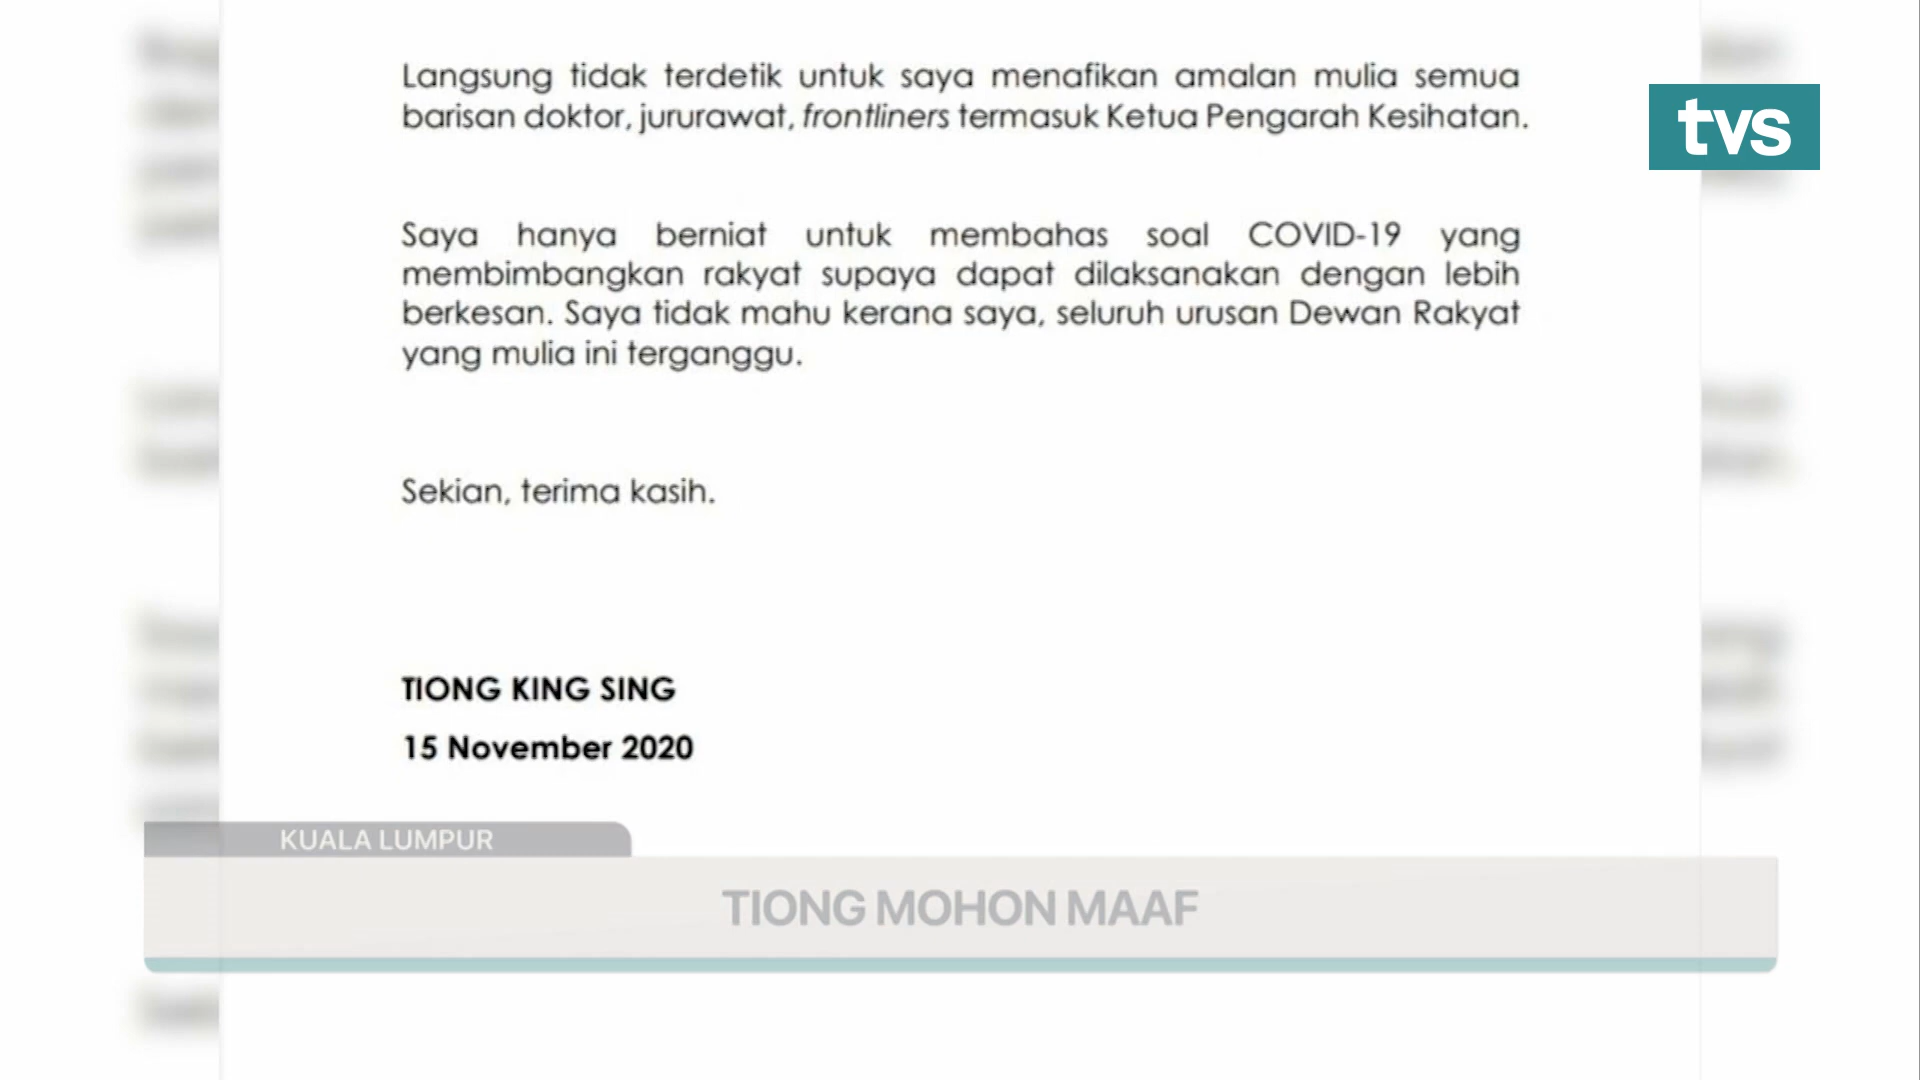 Langsung tidak terdetik untuk saya menafikan amalan mulia semua
barisan doktor, jururawat, frontliners termasuk Ketua Pengarah Kesihatan.
tvs
Saya hanya berniat untuk membahas soal COVID-19 yang
membimbangkan rakyat supaya dapat dilaksanakan dengan lebih
berkesan. Saya tidak mahu kerana saya, seluruh urusan Dewan Rakyat
yang mulia ini terganggu.
Sekian, terima kasih.
TIONG KING SING
15 November 2020
KUALA LUMPUR
TIONG MOHON MAAF